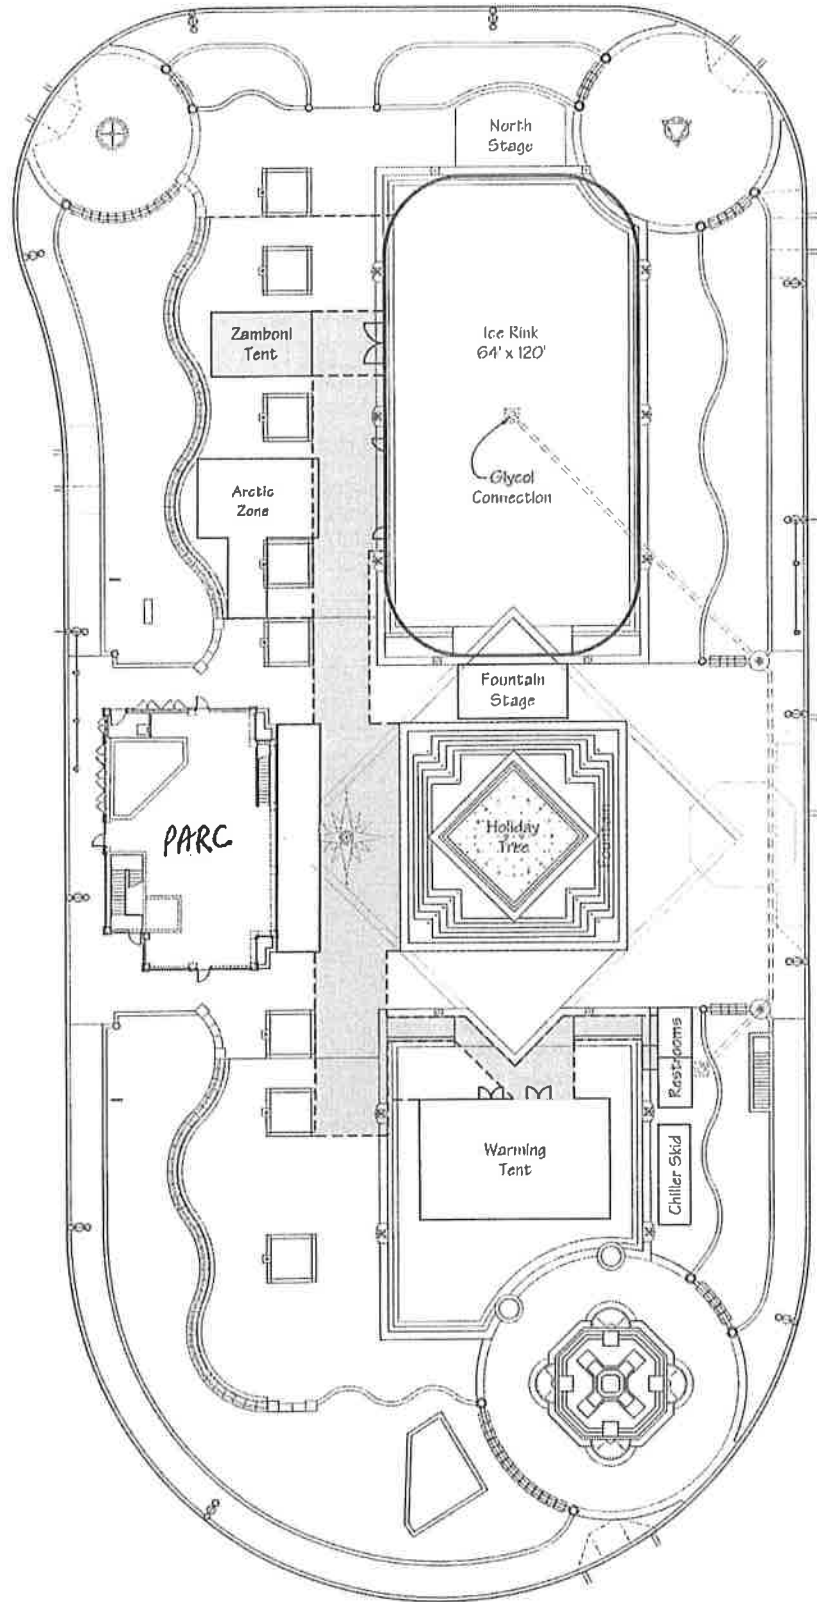 North
Stage
Zamboni
Tent
Ice Rink
64' x 120'
Arctic
Zone
Glycol
Connection
Fountain
Stage
PARC
Holiday
Tree
Fountain
Restrooms
Warming
Tent
Chiller Skid